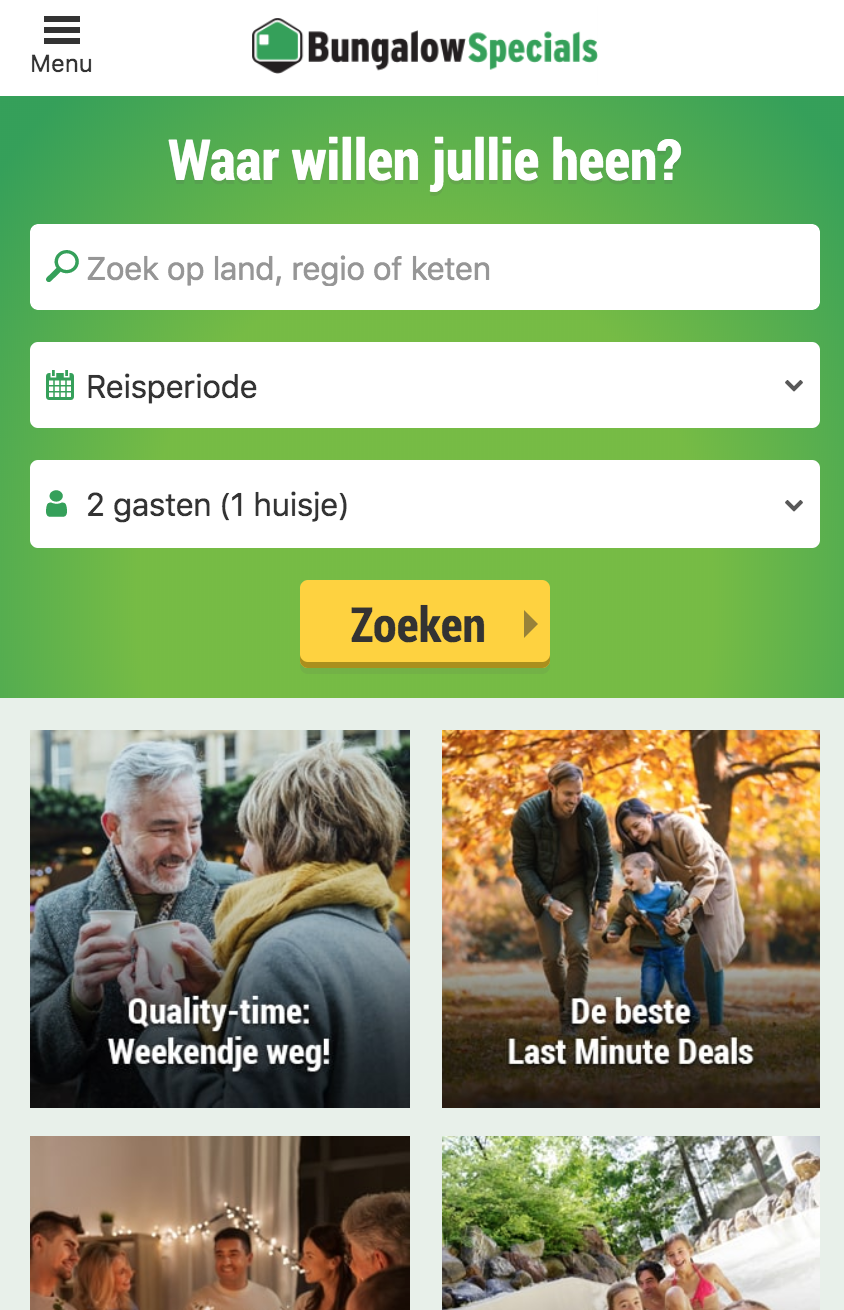 Menu
BungalowSpecials
Waar willen jullie heen?
Zoek op land, regio of keten
Reisperiode
2 gasten (1 huisje)
Zoeken
Quality-time:
Weekendje weg!
De beste
Last Minute Deals